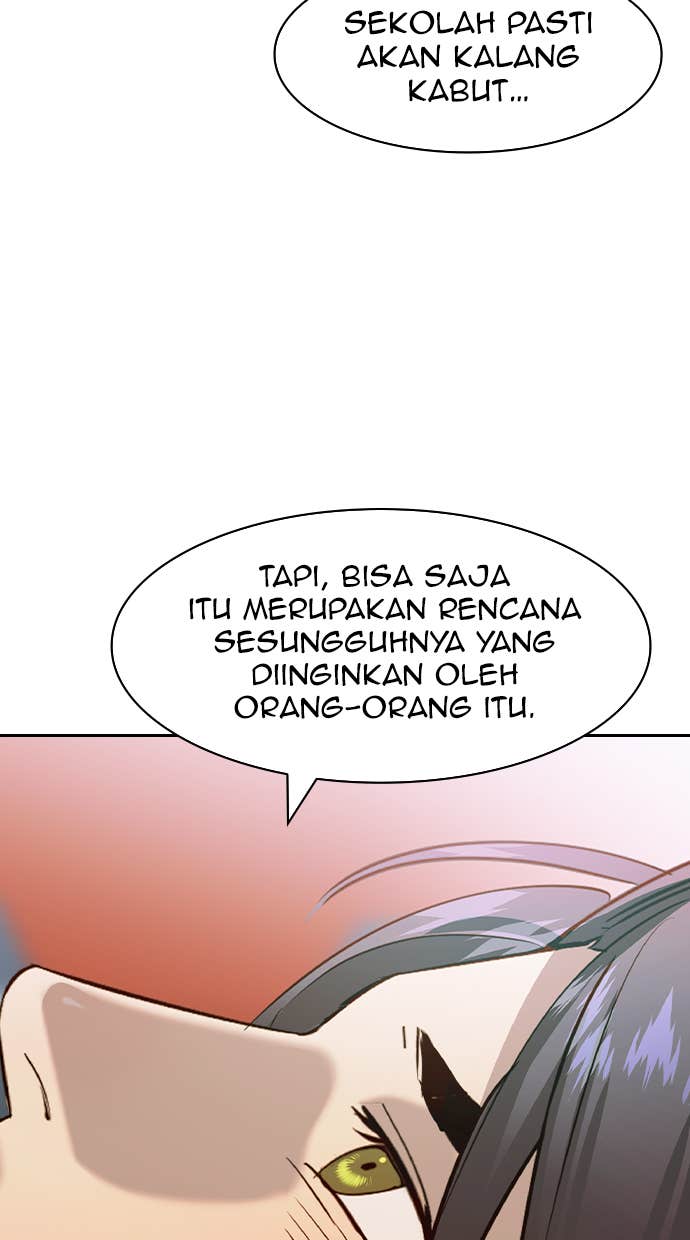 SEKOLAH PASTI
AKAN KALANG
KABUT...
TAPI, BISA SAJA
ITU MERUPAKAN RENCANA
SESUNGGUHNYA YANG
DIINGINKAN OLEH
ORANG-ORANG ITU.